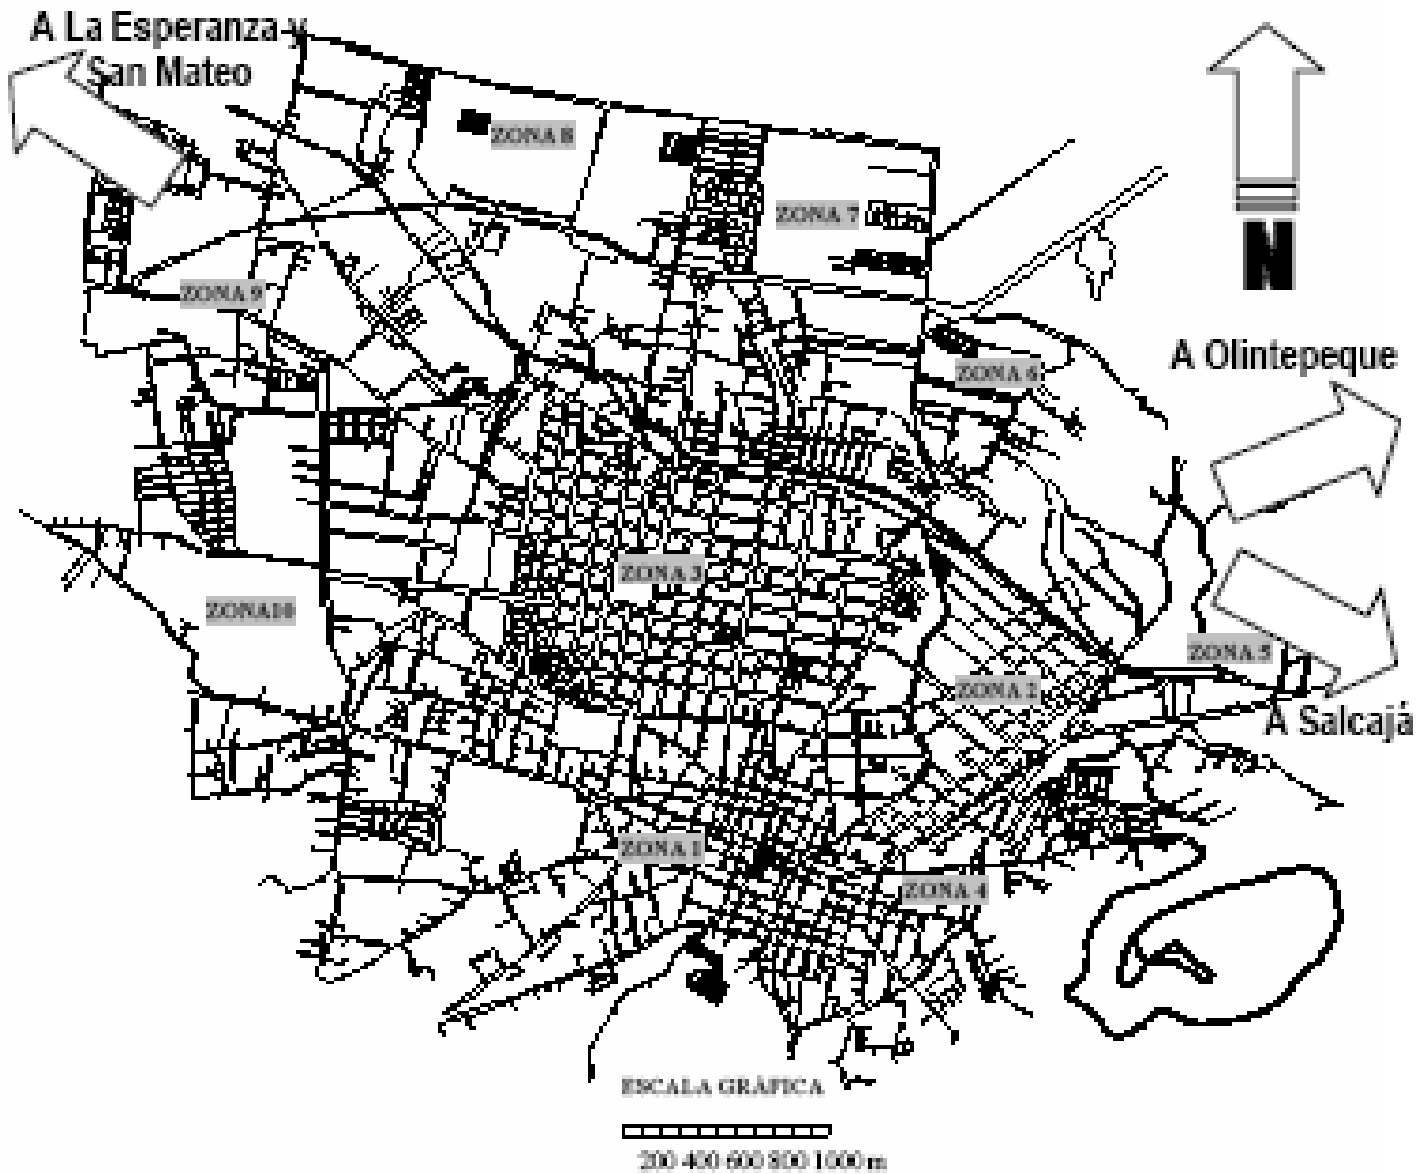 A La Esperanza y
San Mateo
ZONA 8
ZONA 7
N
ZONA 9
A Olintepeque
ZONA 6
ZONA 3
ZONA10
ZONA 5
ZONA 2
A Salcajá
ZONA 1
ZONA 4
ESCALA GRÁFICA
200 400 600 800 1000 m